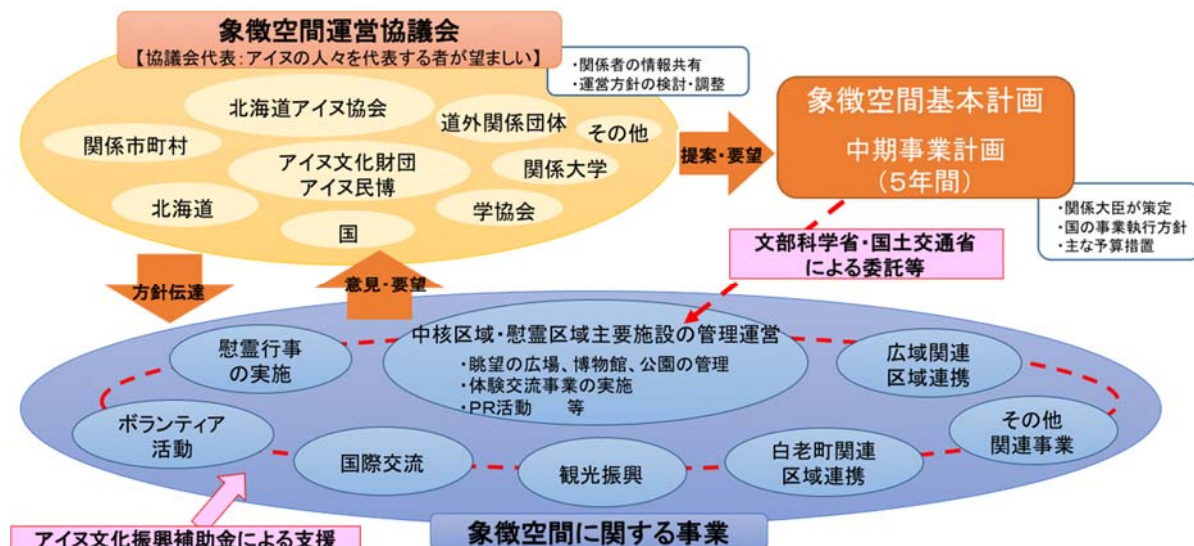 象徴空間運営協議会
【協議会代表：アイヌの人々を代表する者が望ましい】
・関係者の情報共有
・運営方針の検討・調整
北海道アイヌ協会
道外関係団体
その他
関係市町村
アイヌ文化財団
アイヌ民博
関係大学
北海道
学協会
国
提案・要望
象徴空間基本計画
中期事業計画
（5年間）
・関係大臣が策定
・国の事業執行方針
・主な予算措置
文部科学省・国土交通省
による委託等
方針伝達
意見・要望
慰霊行事
の実施
中核区域・慰霊区域主要施設の管理運営
・眺望の広場、博物館、公園の管理
・体験交流事業の実施
・PR活動　等
広域関連
区域連携
ボランティア
活動
国際交流
観光振興
白老町関連
区域連携
その他
関連事業
アイヌ文化振興補助金による支援
象徴空間に関する事業